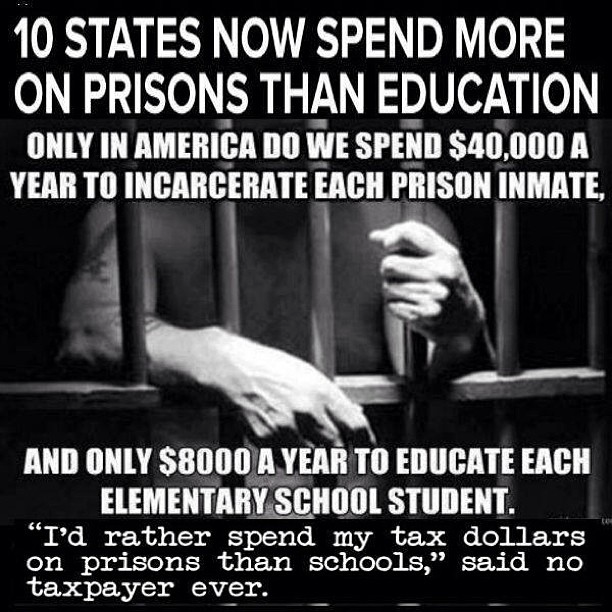 10 STATES NOW SPEND MORE
ON PRISONS THAN EDUCATION
ONLY IN AMERICA DO WE SPEND $40,000 A
YEAR TO INCARCERATE EACH PRISON INMATE,
AND ONLY $8000 A YEAR TO EDUCATE EACH
ELEMENTARY SCHOOL STUDENT.
“I’d rather spend my tax dollars
on prisons than schools,” said no
taxpayer ever.